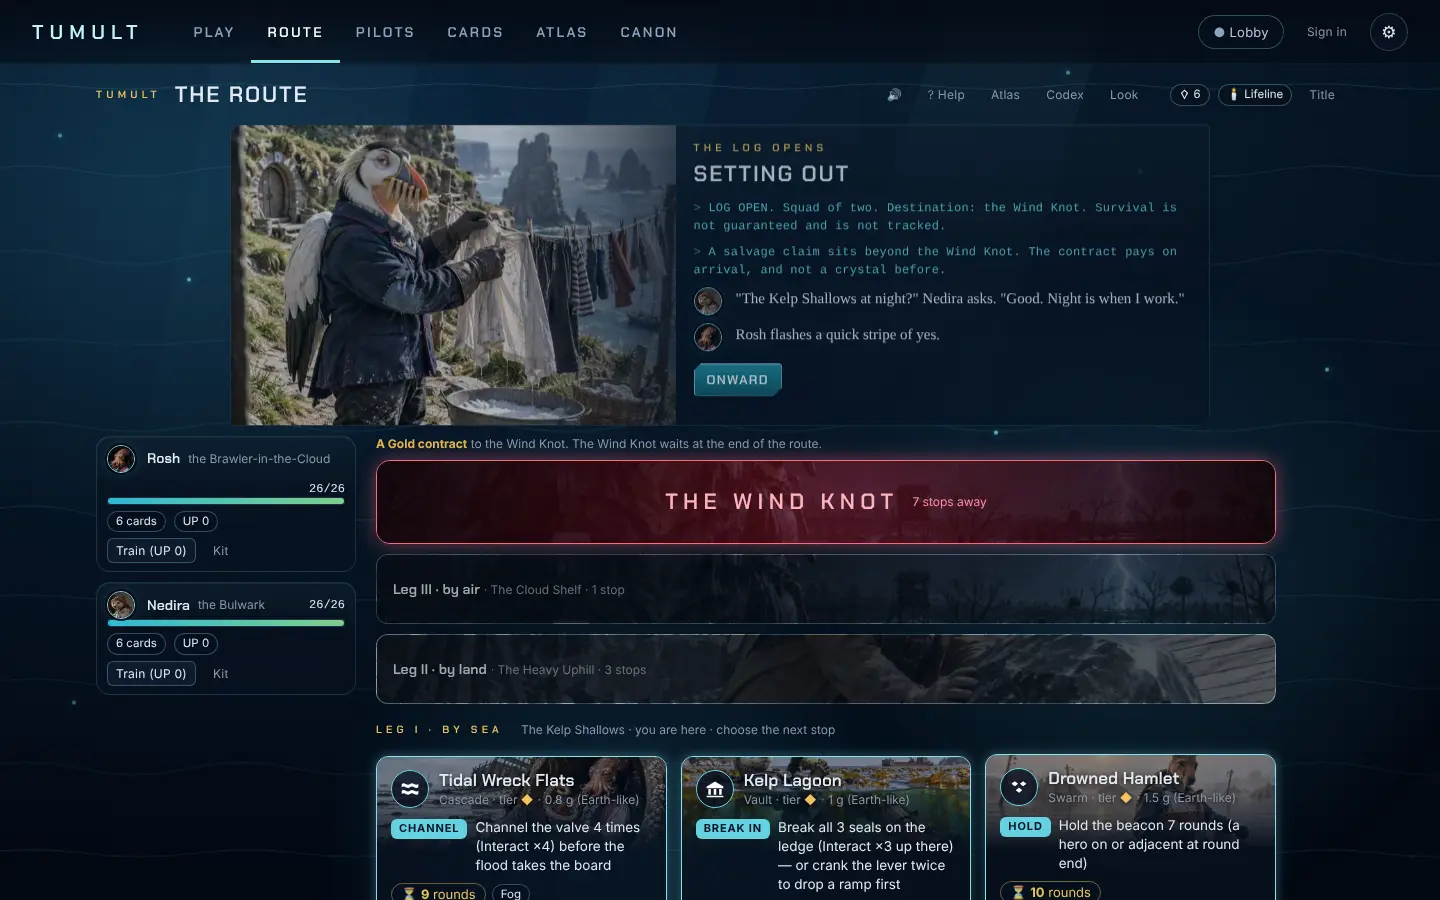 TUMULT
PLAY
ROUTE
PILOTS
CARDS
ATLAS
CANON
Lobby
Sign in
TUMULT THE ROUTE
? Help
Atlas
Codex
Look
6
Lifeline
Title
THE LOG OPENS
SETTING OUT
> LOG OPEN. Squad of two. Destination: the Wind Knot. Survival is
not guaranteed and is not tracked.
> A salvage claim sits beyond the Wind Knot. The contract pays on
arrival, and not a crystal before.
"The Kelp Shallows at night?" Nedira asks. "Good. Night is when I work."
Rosh flashes a quick stripe of yes.
ONWARD
Rosh the Brawler-in-the-Cloud
26/26
6 cards UP 0
Train (UP 0) Kit
Nedira the Bulwark 26/26
6 cards UP 0
Train (UP 0) Kit
A Gold contract to the Wind Knot. The Wind Knot waits at the end of the route.
THE WIND KNOT 7 stops away
Leg III · by air · The Cloud Shelf · 1 stop
Leg II · by land · The Heavy Uphill · 3 stops
LEG I · BY SEA The Kelp Shallows · you are here · choose the next stop
Tidal Wreck Flats
Cascade · tier ◆ · 0.8 g (Earth-like)
CHANNEL Channel the valve 4 times
(Interact ×4) before the
flood takes the board
9 rounds Fog
Kelp Lagoon
Vault · tier ◆ · 1 g (Earth-like)
BREAK IN Break all 3 seals on the
ledge (Interact ×3 up there)
— or crank the lever twice
to drop a ramp first
Drowned Hamlet
Swarm · tier ◆ · 1.5 g (Earth-like)
HOLD Hold the beacon 7 rounds (a
hero on or adjacent at round
end)
10 rounds